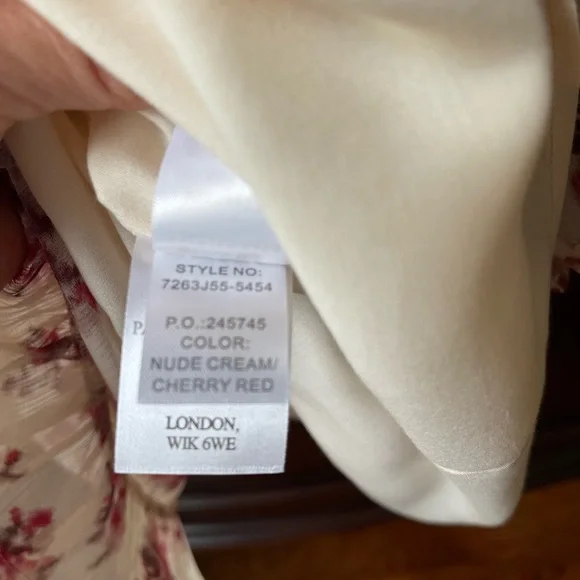 STYLE NO:
7263J55-5454
P.O.:245745
COLOR:
NUDE CREAM/
CHERRY RED
LONDON,
WIK 6WE